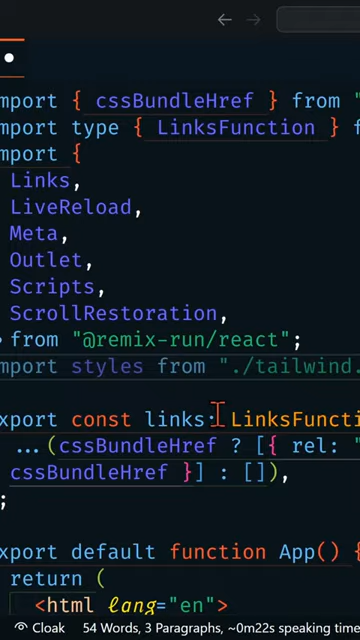 mport { cssBundleHref } from "
mport type { LinksFunction } f
mport {
Links,
LiveReload,
Meta,
Outlet,
Scripts,
ScrollRestoration,
from "@remix-run/react";
mport styles from "./tailwind.
xport const links: LinksFuncti
...(cssBundleHref ? [{ rel: "
cssBundleHref }] : []),
;
xport default function App() {
return (
<html lang="en">
Cloak 54 Words, 3 Paragraphs, ~0m22s speaking time